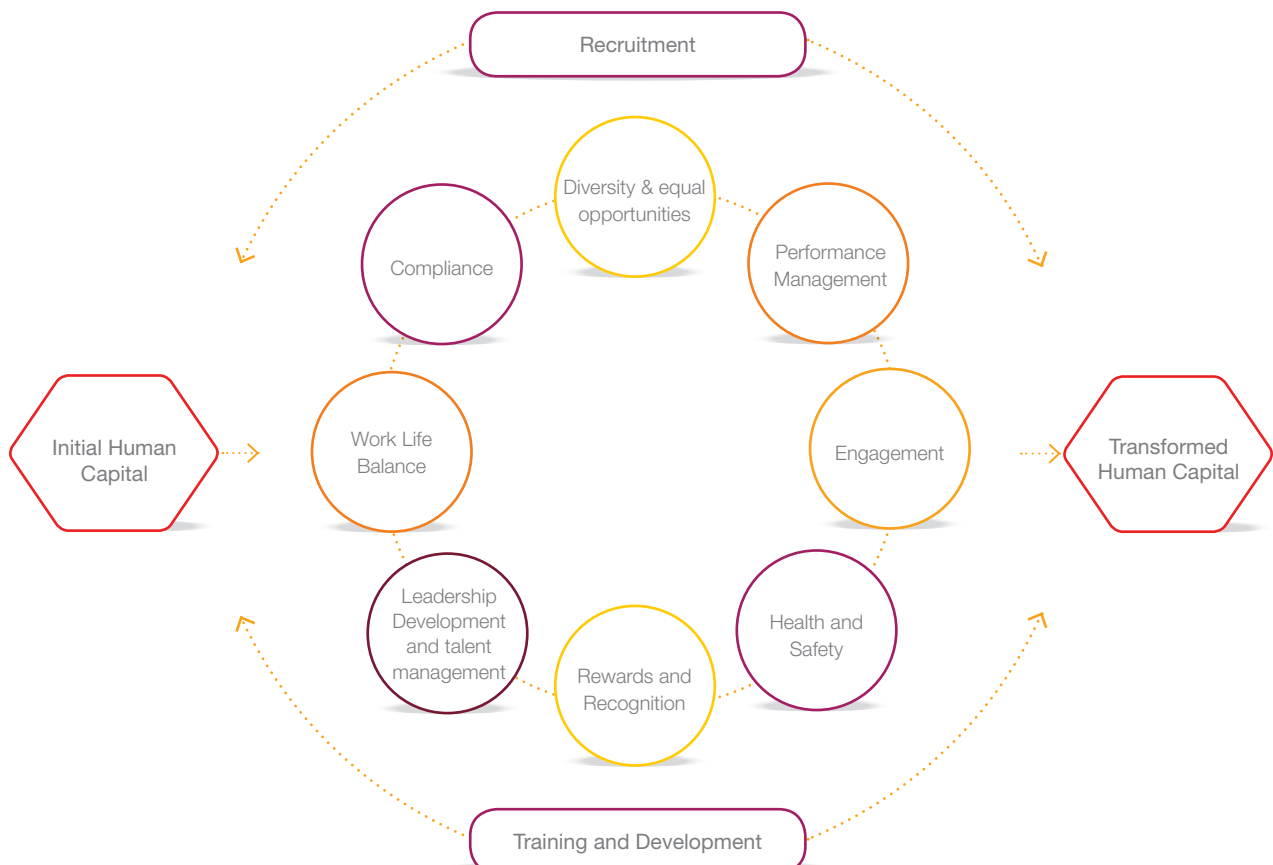 Recruitment
Diversity & equal
opportunities
Compliance
Performance
Management
Initial Human
Capital
Work Life
Balance
Engagement
Transformed
Human Capital
Leadership
Development
and talent
management
Rewards and
Recognition
Health and
Safety
Training and Development